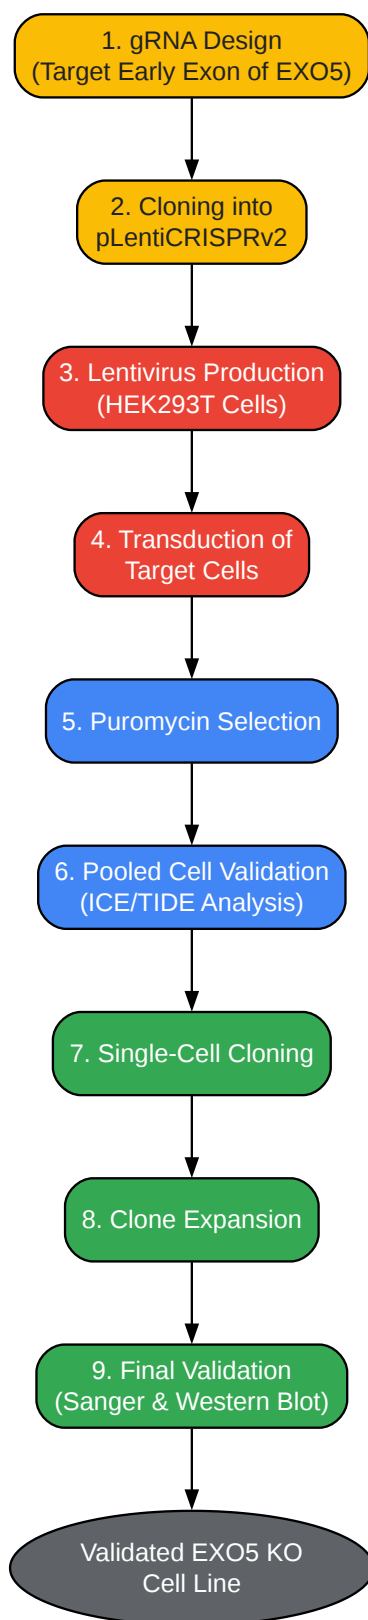 1. gRNA Design
(Target Early Exon of EXO5)
2. Cloning into
pLentiCRISPRv2
3. Lentivirus Production
(HEK293T Cells)
4. Transduction of
Target Cells
5. Puromycin Selection
6. Pooled Cell Validation
(ICE/TIDE Analysis)
7. Single-Cell Cloning
8. Clone Expansion
9. Final Validation
(Sanger & Western Blot)
Validated EXO5 KO
Cell Line